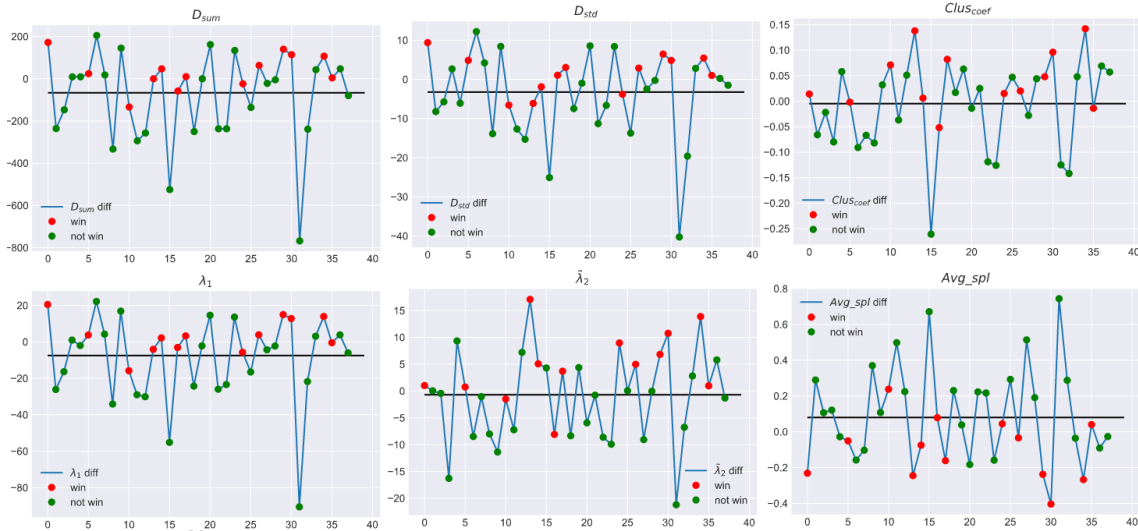 D_sum
200
0
−200
−400
−600
−800
D_sum diff
win
not win
0 5 10 15 20 25 30 35 40
D_std
10
0
−10
−20
−30
−40
D_std diff
win
not win
0 5 10 15 20 25 30 35 40
Clus_coef
0.15
0.10
0.05
0.00
−0.05
−0.10
−0.15
−0.20
−0.25
Clus_coef diff
win
not win
0 5 10 15 20 25 30 35 40
λ₁
20
0
−20
−40
−60
−80
λ₁ diff
win
not win
0 5 10 15 20 25 30 35 40
λ̃₂
15
10
5
0
−5
−10
−15
−20
λ̃₂ diff
win
not win
0 5 10 15 20 25 30 35 40
Avg_spl
0.8
0.6
0.4
0.2
0.0
−0.2
−0.4
Avg_spl diff
win
not win
0 5 10 15 20 25 30 35 40